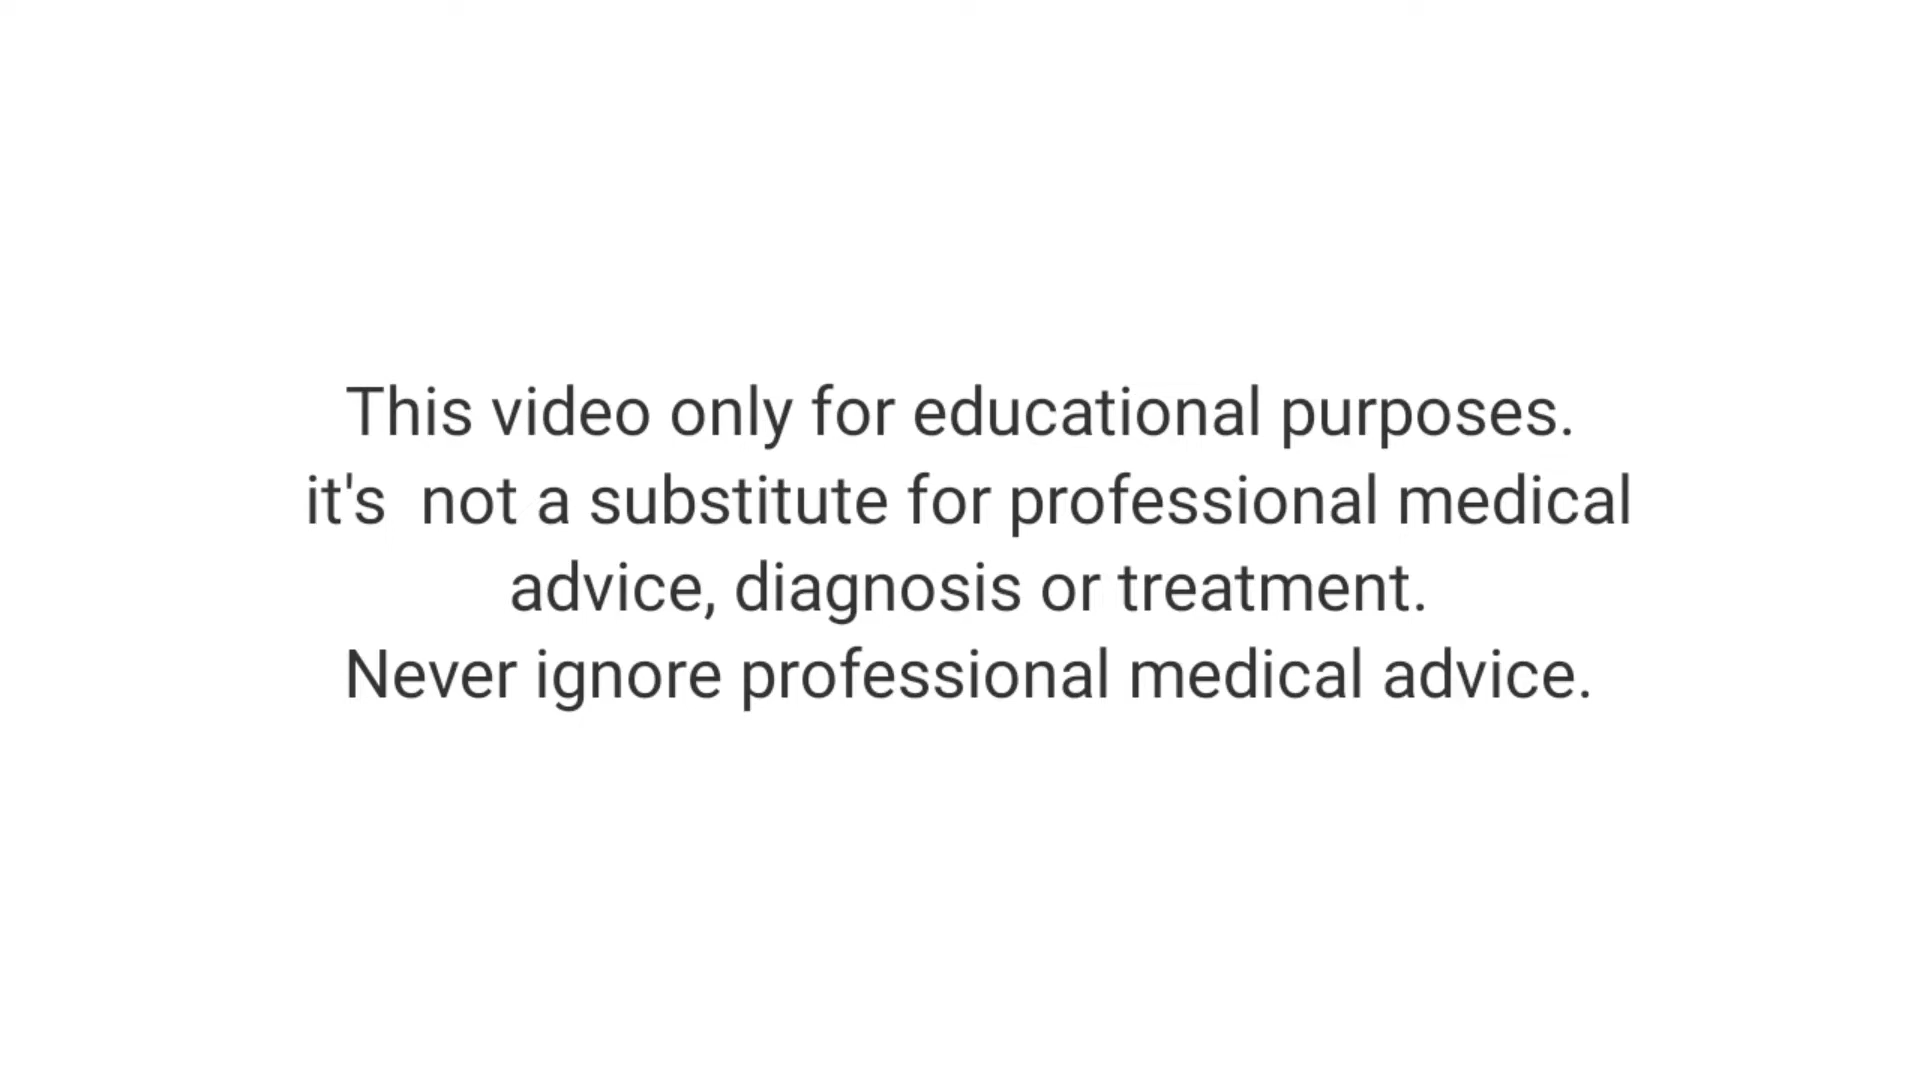 This video only for educational purposes.
it's  not a substitute for professional medical
advice, diagnosis or treatment.
Never ignore professional medical advice.